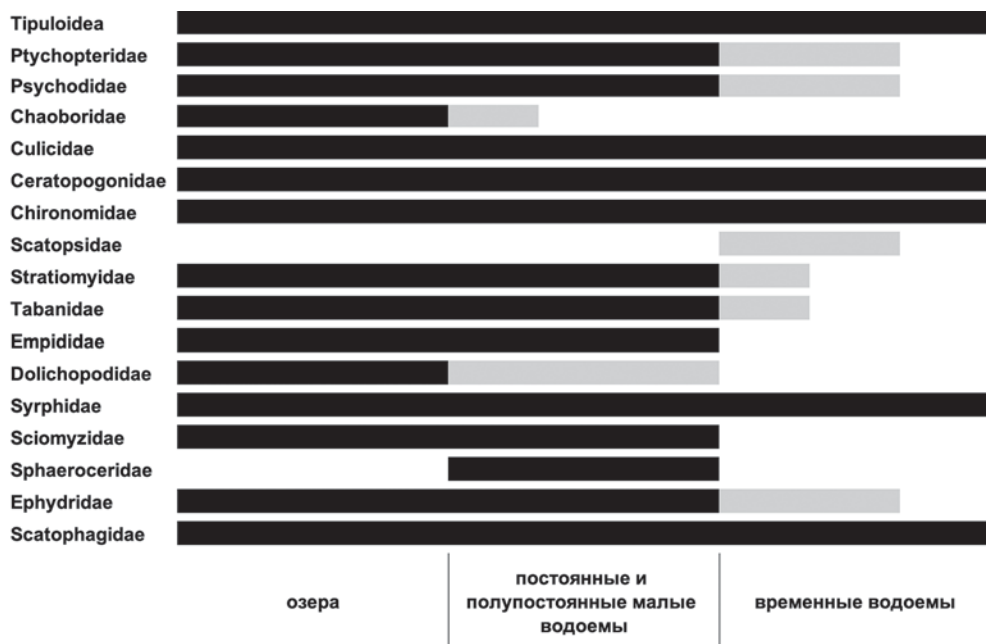 Tipuloidea
Ptychopteridae
Psychodidae
Chaoboridae
Culicidae
Ceratopogonidae
Chironomidae
Scatopsidae
Stratiomyidae
Tabanidae
Empididae
Dolichopodidae
Syrphidae
Sciomyzidae
Sphaeroceridae
Ephydridae
Scatophagidae
озера
постоянные и
полупостоянные малые
водоемы
временные водоемы